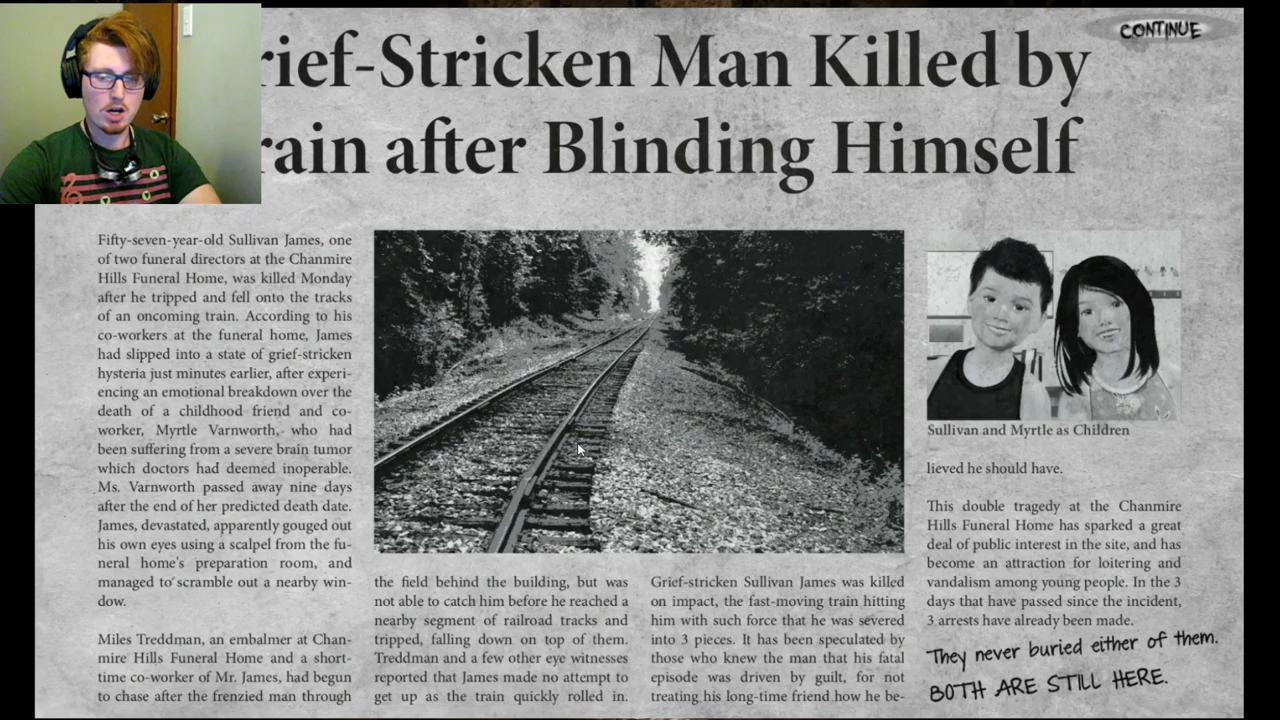 CONTINUE
rief-Stricken Man Killed by
rain after Blinding Himself
Fifty-seven-year-old Sullivan James, one
of two funeral directors at the Chanmire
Hills Funeral Home, was killed Monday
after he tripped and fell onto the tracks
of an oncoming train. According to his
co-workers at the funeral home, James
had slipped into a state of grief-stricken
hysteria just minutes earlier, after experi-
encing an emotional breakdown over the
death of a childhood friend and co-
worker, Myrtle Varnworth, who had
been suffering from a severe brain tumor
which doctors had deemed inoperable.
Ms. Varnworth passed away nine days
after the end of her predicted death date.
James, devastated, apparently gouged out
his own eyes using a scalpel from the fu-
neral home's preparation room, and
managed to scramble out a nearby win-
dow.
Miles Treddman, an embalmer at Chan-
mire Hills Funeral Home and a short-
time co-worker of Mr. James, had begun
to chase after the frenzied man through
the field behind the building, but was
not able to catch him before he reached a
nearby segment of railroad tracks and
tripped, falling down on top of them.
Treddman and a few other eye witnesses
reported that James made no attempt to
get up as the train quickly rolled in.
Grief-stricken Sullivan James was killed
on impact, the fast-moving train hitting
him with such force that he was severed
into 3 pieces. It has been speculated by
those who knew the man that his fatal
episode was driven by guilt, for not
treating his long-time friend how he be-
Sullivan and Myrtle as Children
lieved he should have.
This double tragedy at the Chanmire
Hills Funeral Home has sparked a great
deal of public interest in the site, and has
become an attraction for loitering and
vandalism among young people. In the 3
days that have passed since the incident,
3 arrests have already been made.
They never buried either of them.
BOTH ARE STILL HERE.